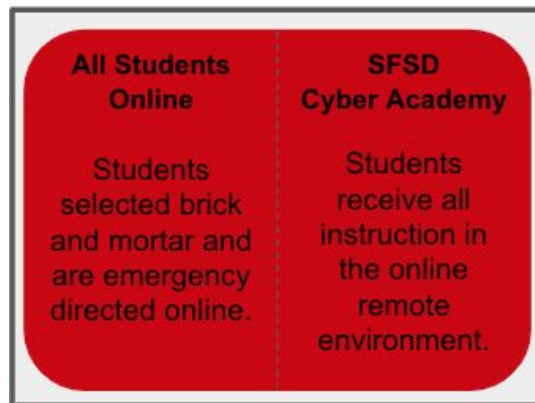 All Students
Online
Students
selected brick
and mortar and
are emergency
directed online.
SFSD
Cyber Academy
Students
receive all
instruction in
the online
remote
environment.